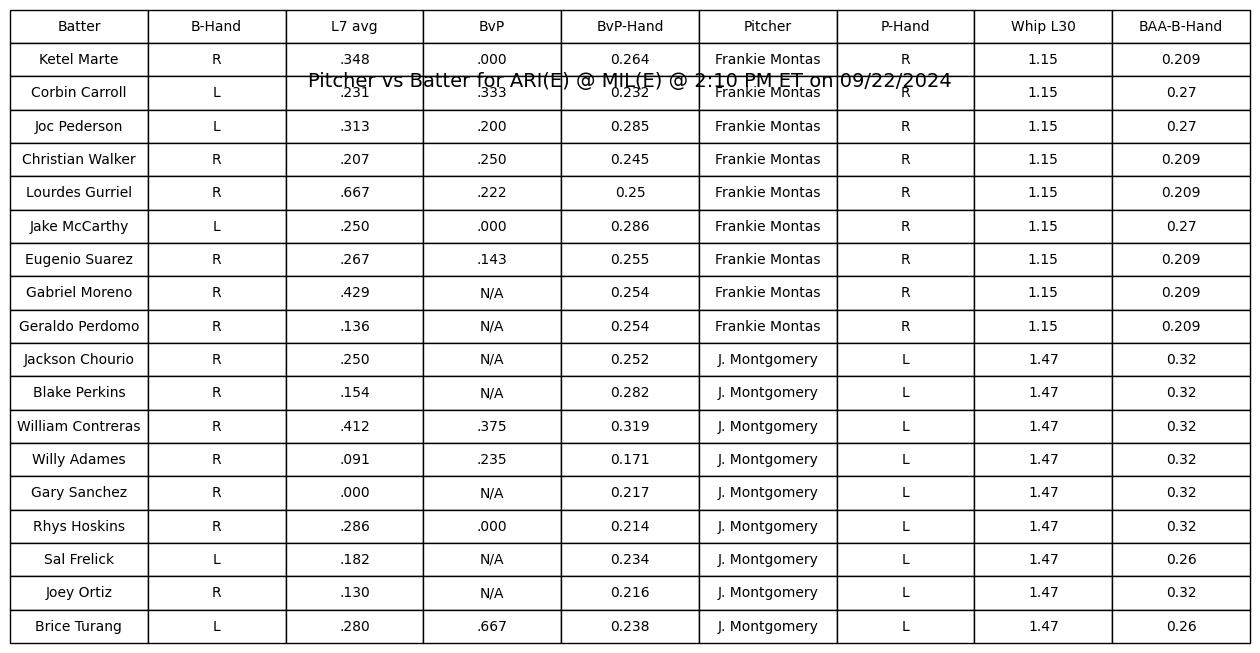 Batter B-Hand L7 avg BvP BvP-Hand Pitcher P-Hand Whip L30 BAA-B-Hand
Ketel Marte R .348 .000 0.264 Frankie Montas R 1.15 0.209
Pitcher vs Batter for ARI(E) @ MIL(E) @ 2:10 PM ET on 09/22/2024
Corbin Carroll L .231 .333 0.232 Frankie Montas R 1.15 0.27
Joc Pederson L .313 .200 0.285 Frankie Montas R 1.15 0.27
Christian Walker R .207 .250 0.245 Frankie Montas R 1.15 0.209
Lourdes Gurriel R .667 .222 0.25 Frankie Montas R 1.15 0.209
Jake McCarthy L .250 .000 0.286 Frankie Montas R 1.15 0.27
Eugenio Suarez R .267 .143 0.255 Frankie Montas R 1.15 0.209
Gabriel Moreno R .429 N/A 0.254 Frankie Montas R 1.15 0.209
Geraldo Perdomo R .136 N/A 0.254 Frankie Montas R 1.15 0.209
Jackson Chourio R .250 N/A 0.252 J. Montgomery L 1.47 0.32
Blake Perkins R .154 N/A 0.282 J. Montgomery L 1.47 0.32
William Contreras R .412 .375 0.319 J. Montgomery L 1.47 0.32
Willy Adames R .091 .235 0.171 J. Montgomery L 1.47 0.32
Gary Sanchez R .000 N/A 0.217 J. Montgomery L 1.47 0.32
Rhys Hoskins R .286 .000 0.214 J. Montgomery L 1.47 0.32
Sal Frelick L .182 N/A 0.234 J. Montgomery L 1.47 0.26
Joey Ortiz R .130 N/A 0.216 J. Montgomery L 1.47 0.32
Brice Turang L .280 .667 0.238 J. Montgomery L 1.47 0.26